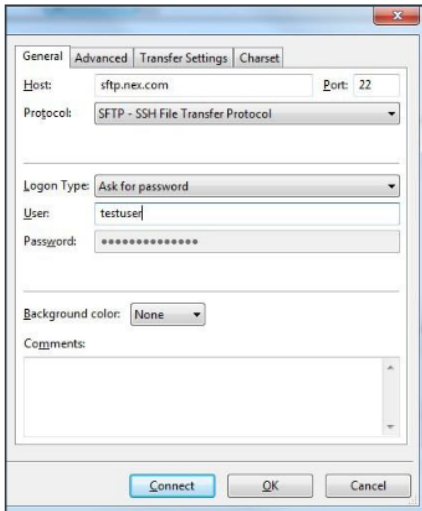 General Advanced Transfer Settings Charset
Host: sftp.nex.com Port: 22
Protocol: SFTP - SSH File Transfer Protocol
Logon Type: Ask for password
User: testuser
Password: ••••••••••••••
Background color: None
Comments:
Connect OK Cancel